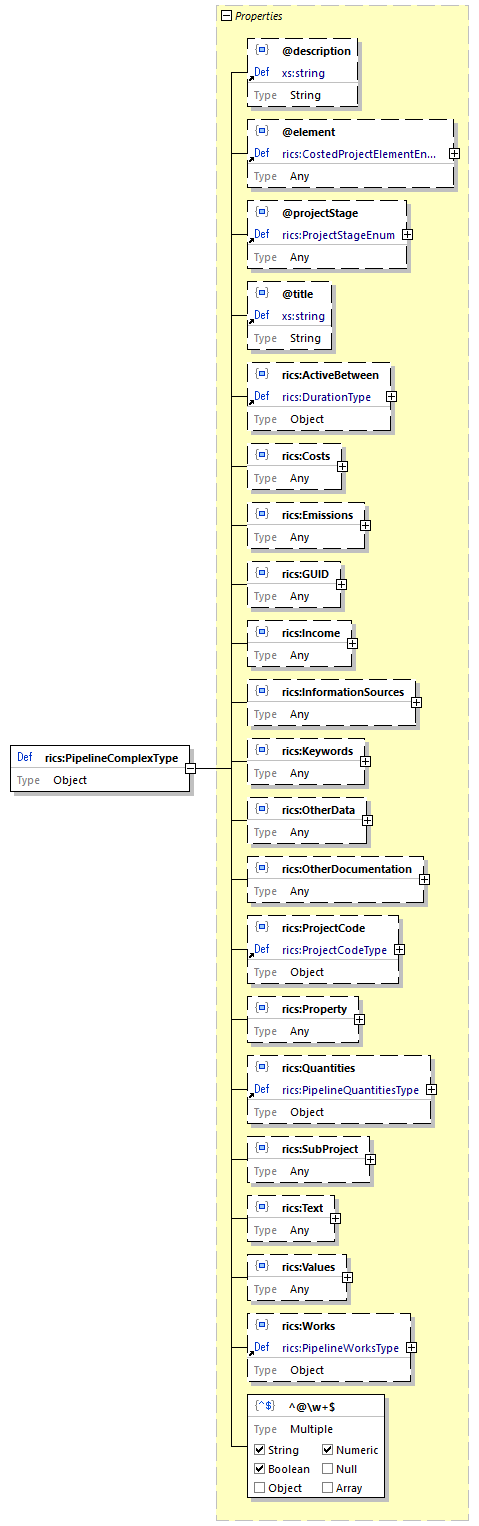 Properties
@description
Def xs:string
Type String
@element
Def rics:CostedProjectElementEn...
Type Any
@projectStage
Def rics:ProjectStageEnum
Type Any
@title
Def xs:string
Type String
rics:ActiveBetween
Def rics:DurationType
Type Object
rics:Costs
Type Any
rics:Emissions
Type Any
rics:GUID
Type Any
rics:Income
Type Any
rics:InformationSources
Type Any
rics:Keywords
Type Any
Def rics:PipelineComplexType
Type Object
rics:OtherData
Type Any
rics:OtherDocumentation
Type Any
rics:ProjectCode
Def rics:ProjectCodeType
Type Object
rics:Property
Type Any
rics:Quantities
Def rics:PipelineQuantitiesType
Type Object
rics:SubProject
Type Any
rics:Text
Type Any
rics:Values
Type Any
rics:Works
Def rics:PipelineWorksType
Type Object
{^$} ^@\w+$
Type Multiple
String Numeric
Boolean Null
Object Array